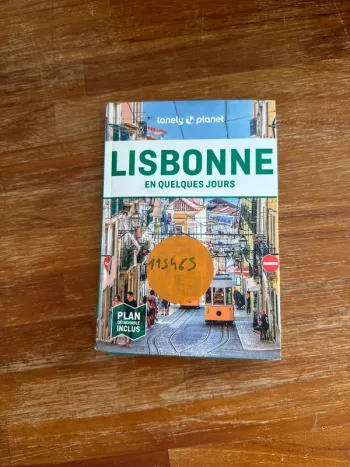 lonely planet
LISBONNE
EN QUELQUES JOURS
115465
PLAN
DÉTACHABLE
INCLUS